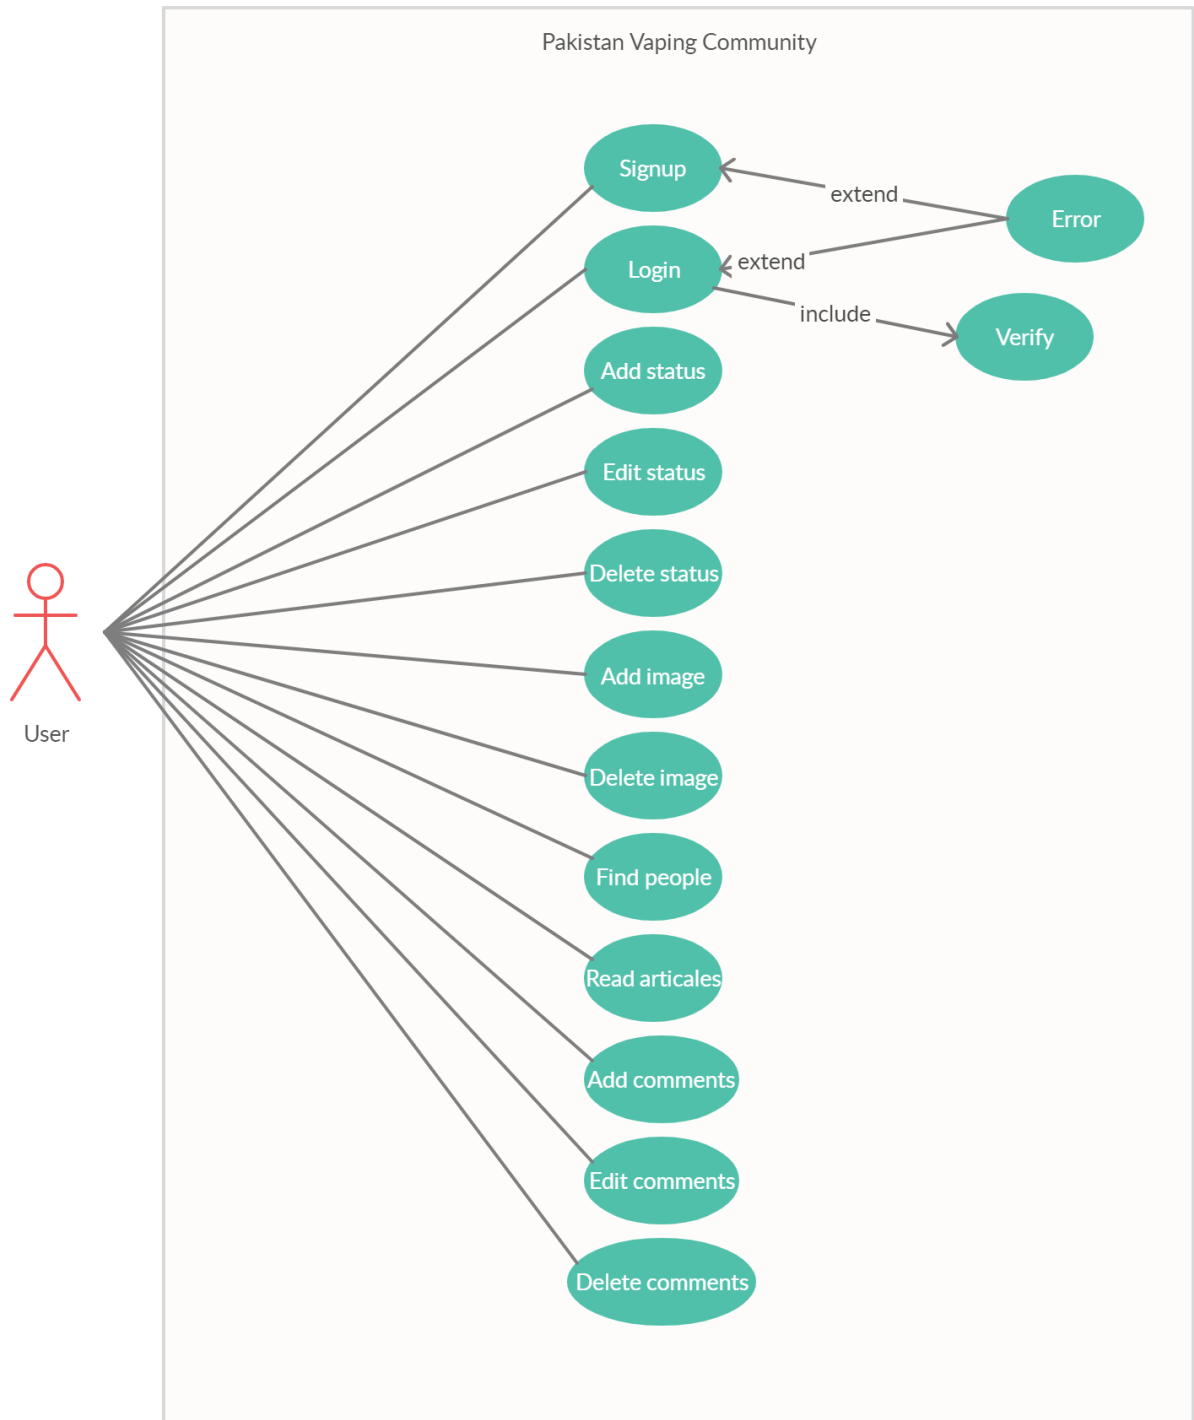 Pakistan Vaping Community
Signup
extend
Error
Login
extend
include
Verify
Add status
Edit status
Delete status
Add image
User
Delete image
Find people
Read articales
Add comments
Edit comments
Delete comments